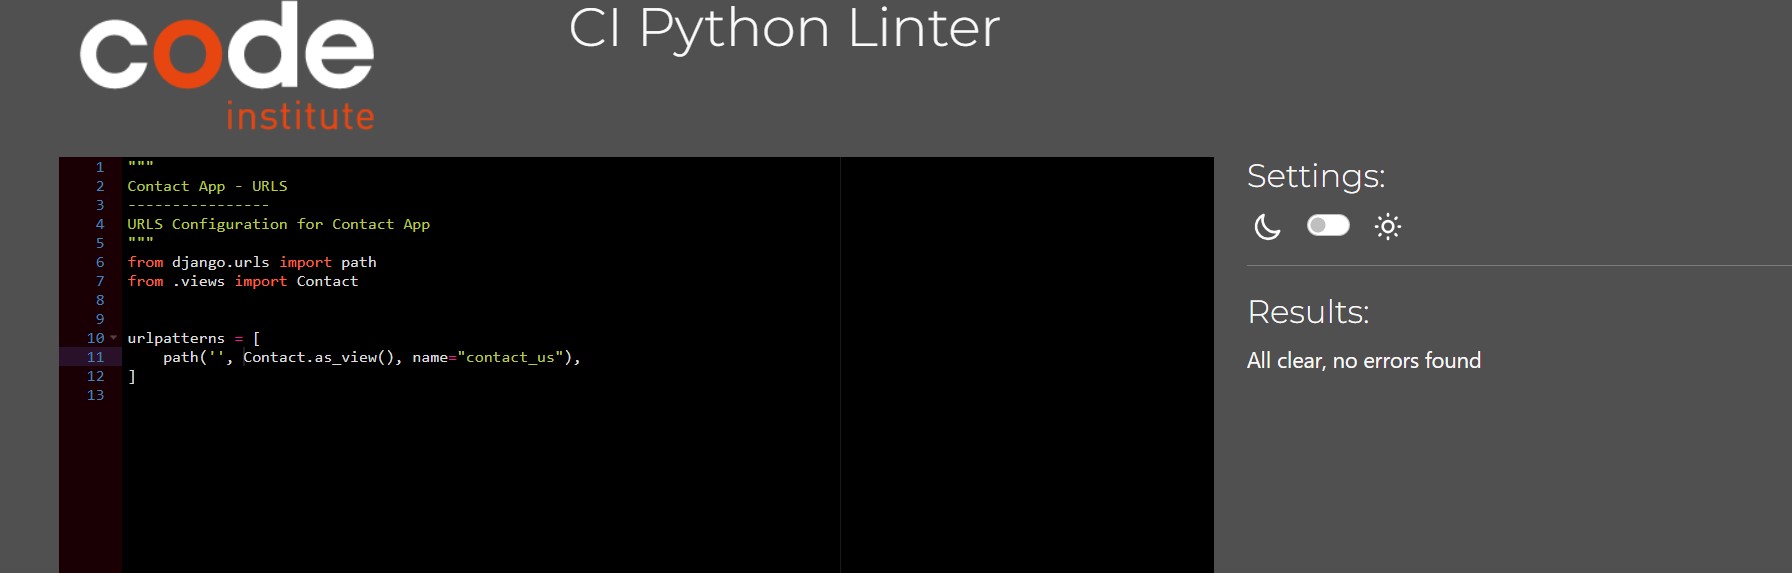 code
institute
CI Python Linter
1 """
2 Contact App - URLS
3 ----------------
4 URLS Configuration for Contact App
5 """
6 from django.urls import path
7 from .views import Contact
8
9
10 urlpatterns = [
11     path('', Contact.as_view(), name="contact_us"),
12 ]
13
Settings:
Results:
All clear, no errors found